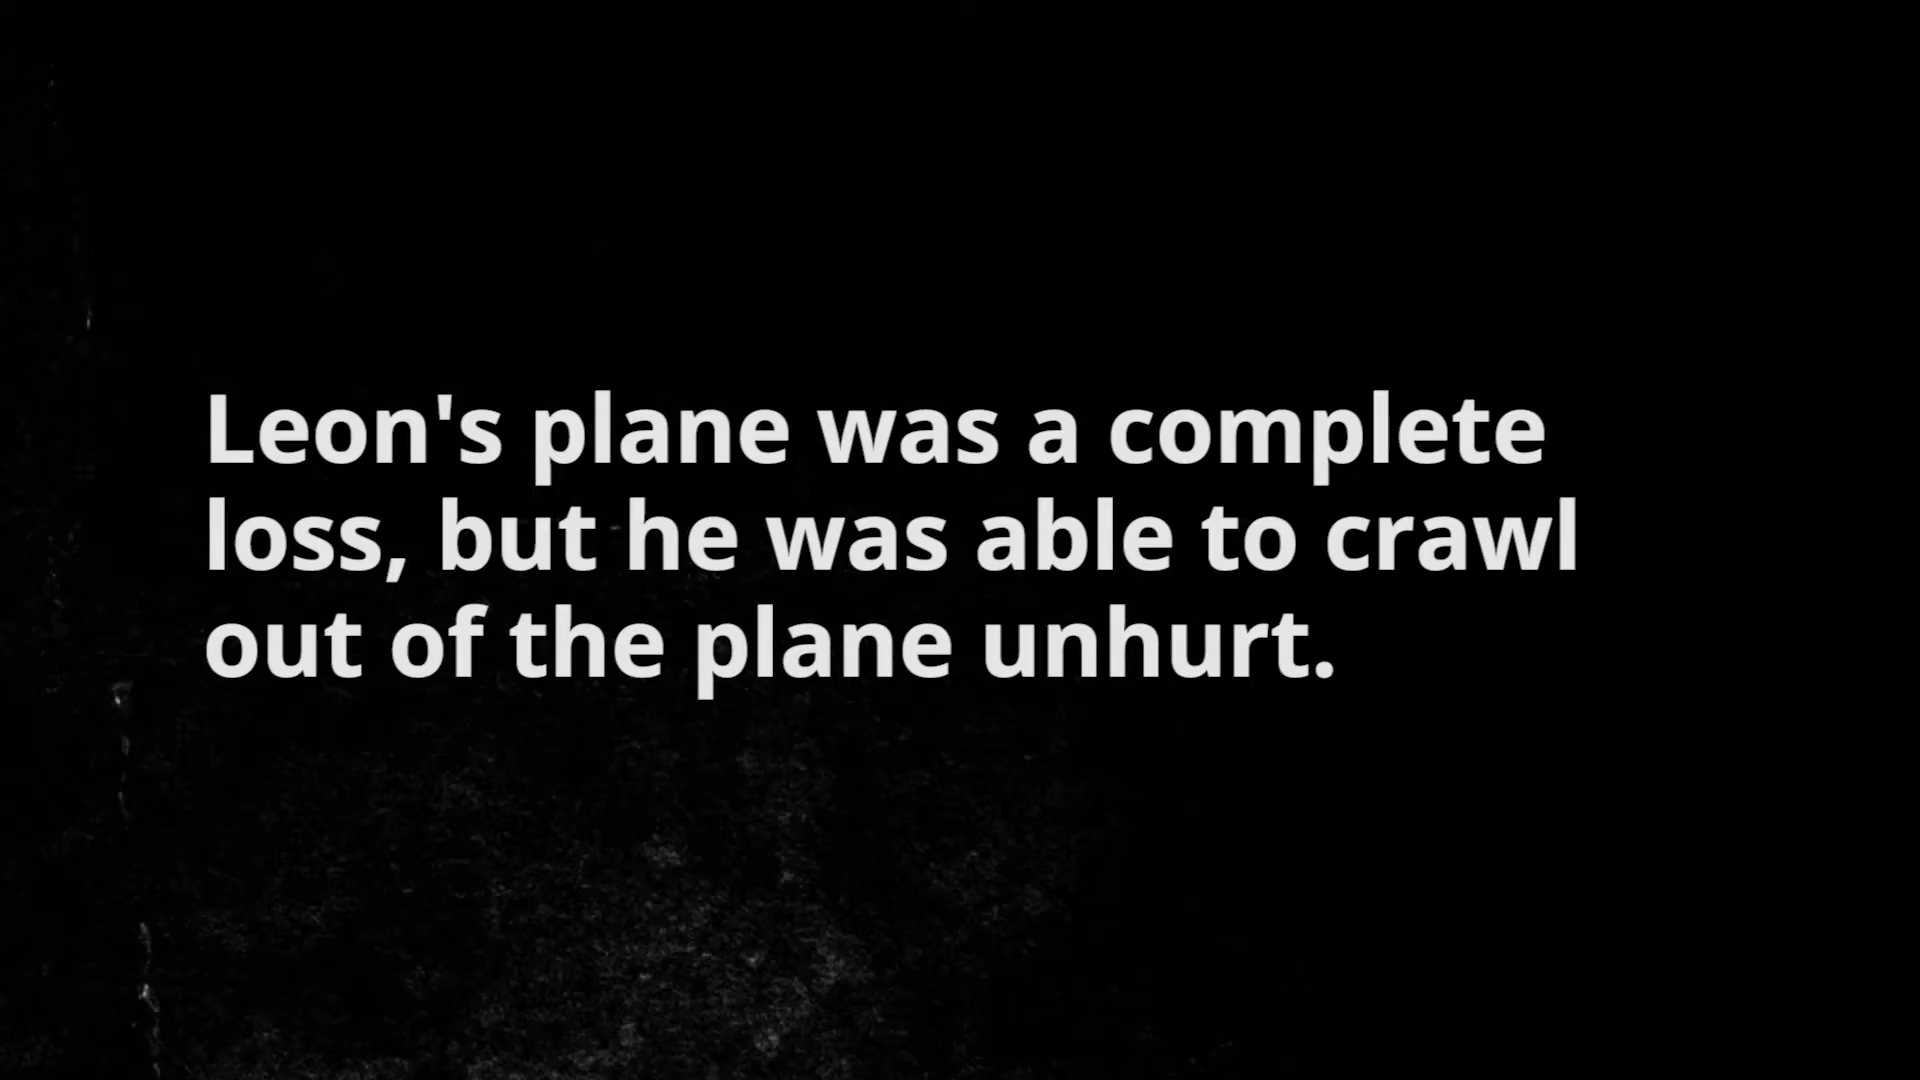 Leon's plane was a complete
loss, but he was able to crawl
out of the plane unhurt.